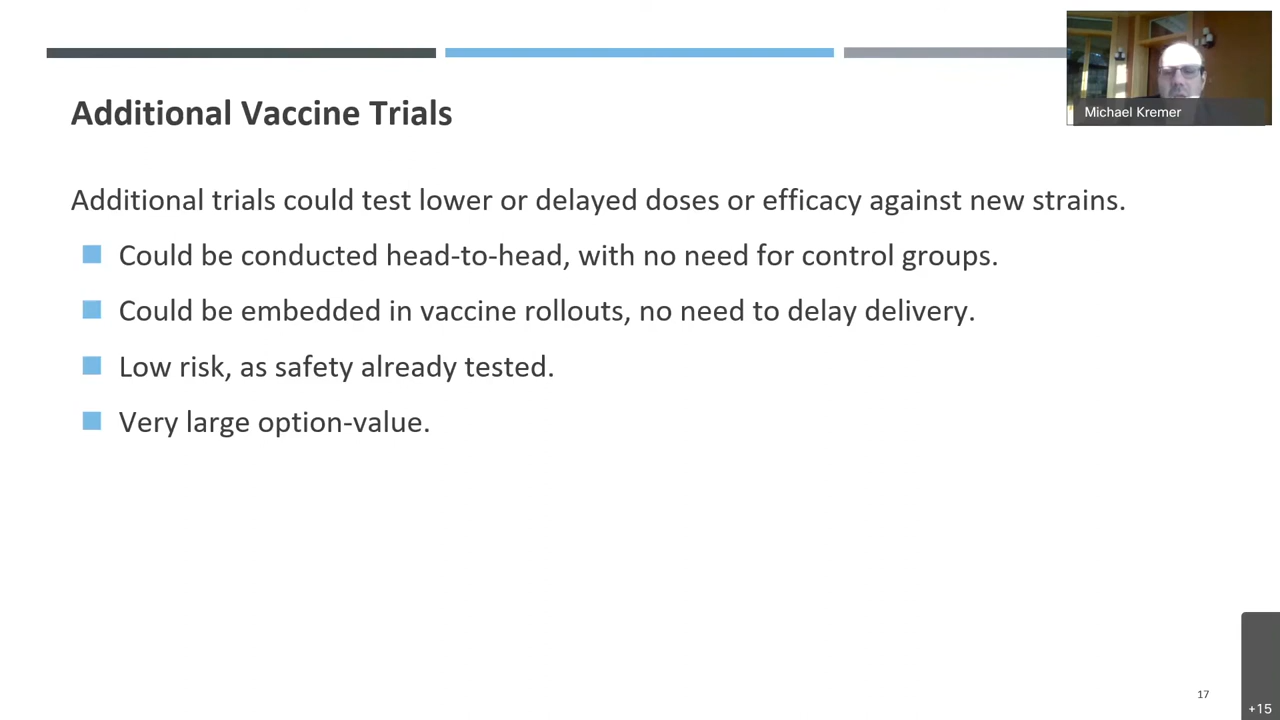 Michael Kremer
Additional Vaccine Trials
Additional trials could test lower or delayed doses or efficacy against new strains.
Could be conducted head-to-head, with no need for control groups.
Could be embedded in vaccine rollouts, no need to delay delivery.
Low risk, as safety already tested.
Very large option-value.
17
+15